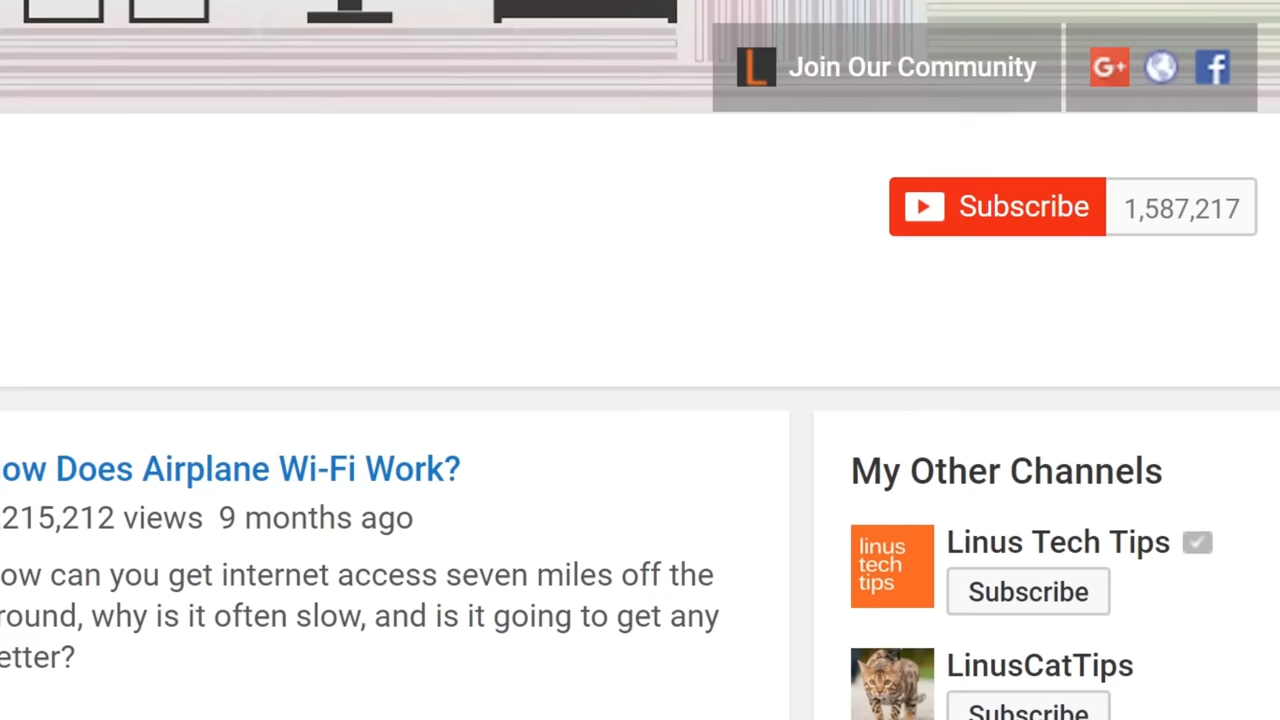 Join Our Community G+ f
Subscribe 1,587,217
ow Does Airplane Wi-Fi Work?
215,212 views 9 months ago
ow can you get internet access seven miles off the
round, why is it often slow, and is it going to get any
etter?
My Other Channels
linus
tech
tips
Linus Tech Tips
Subscribe
LinusCatTips
Subscribe